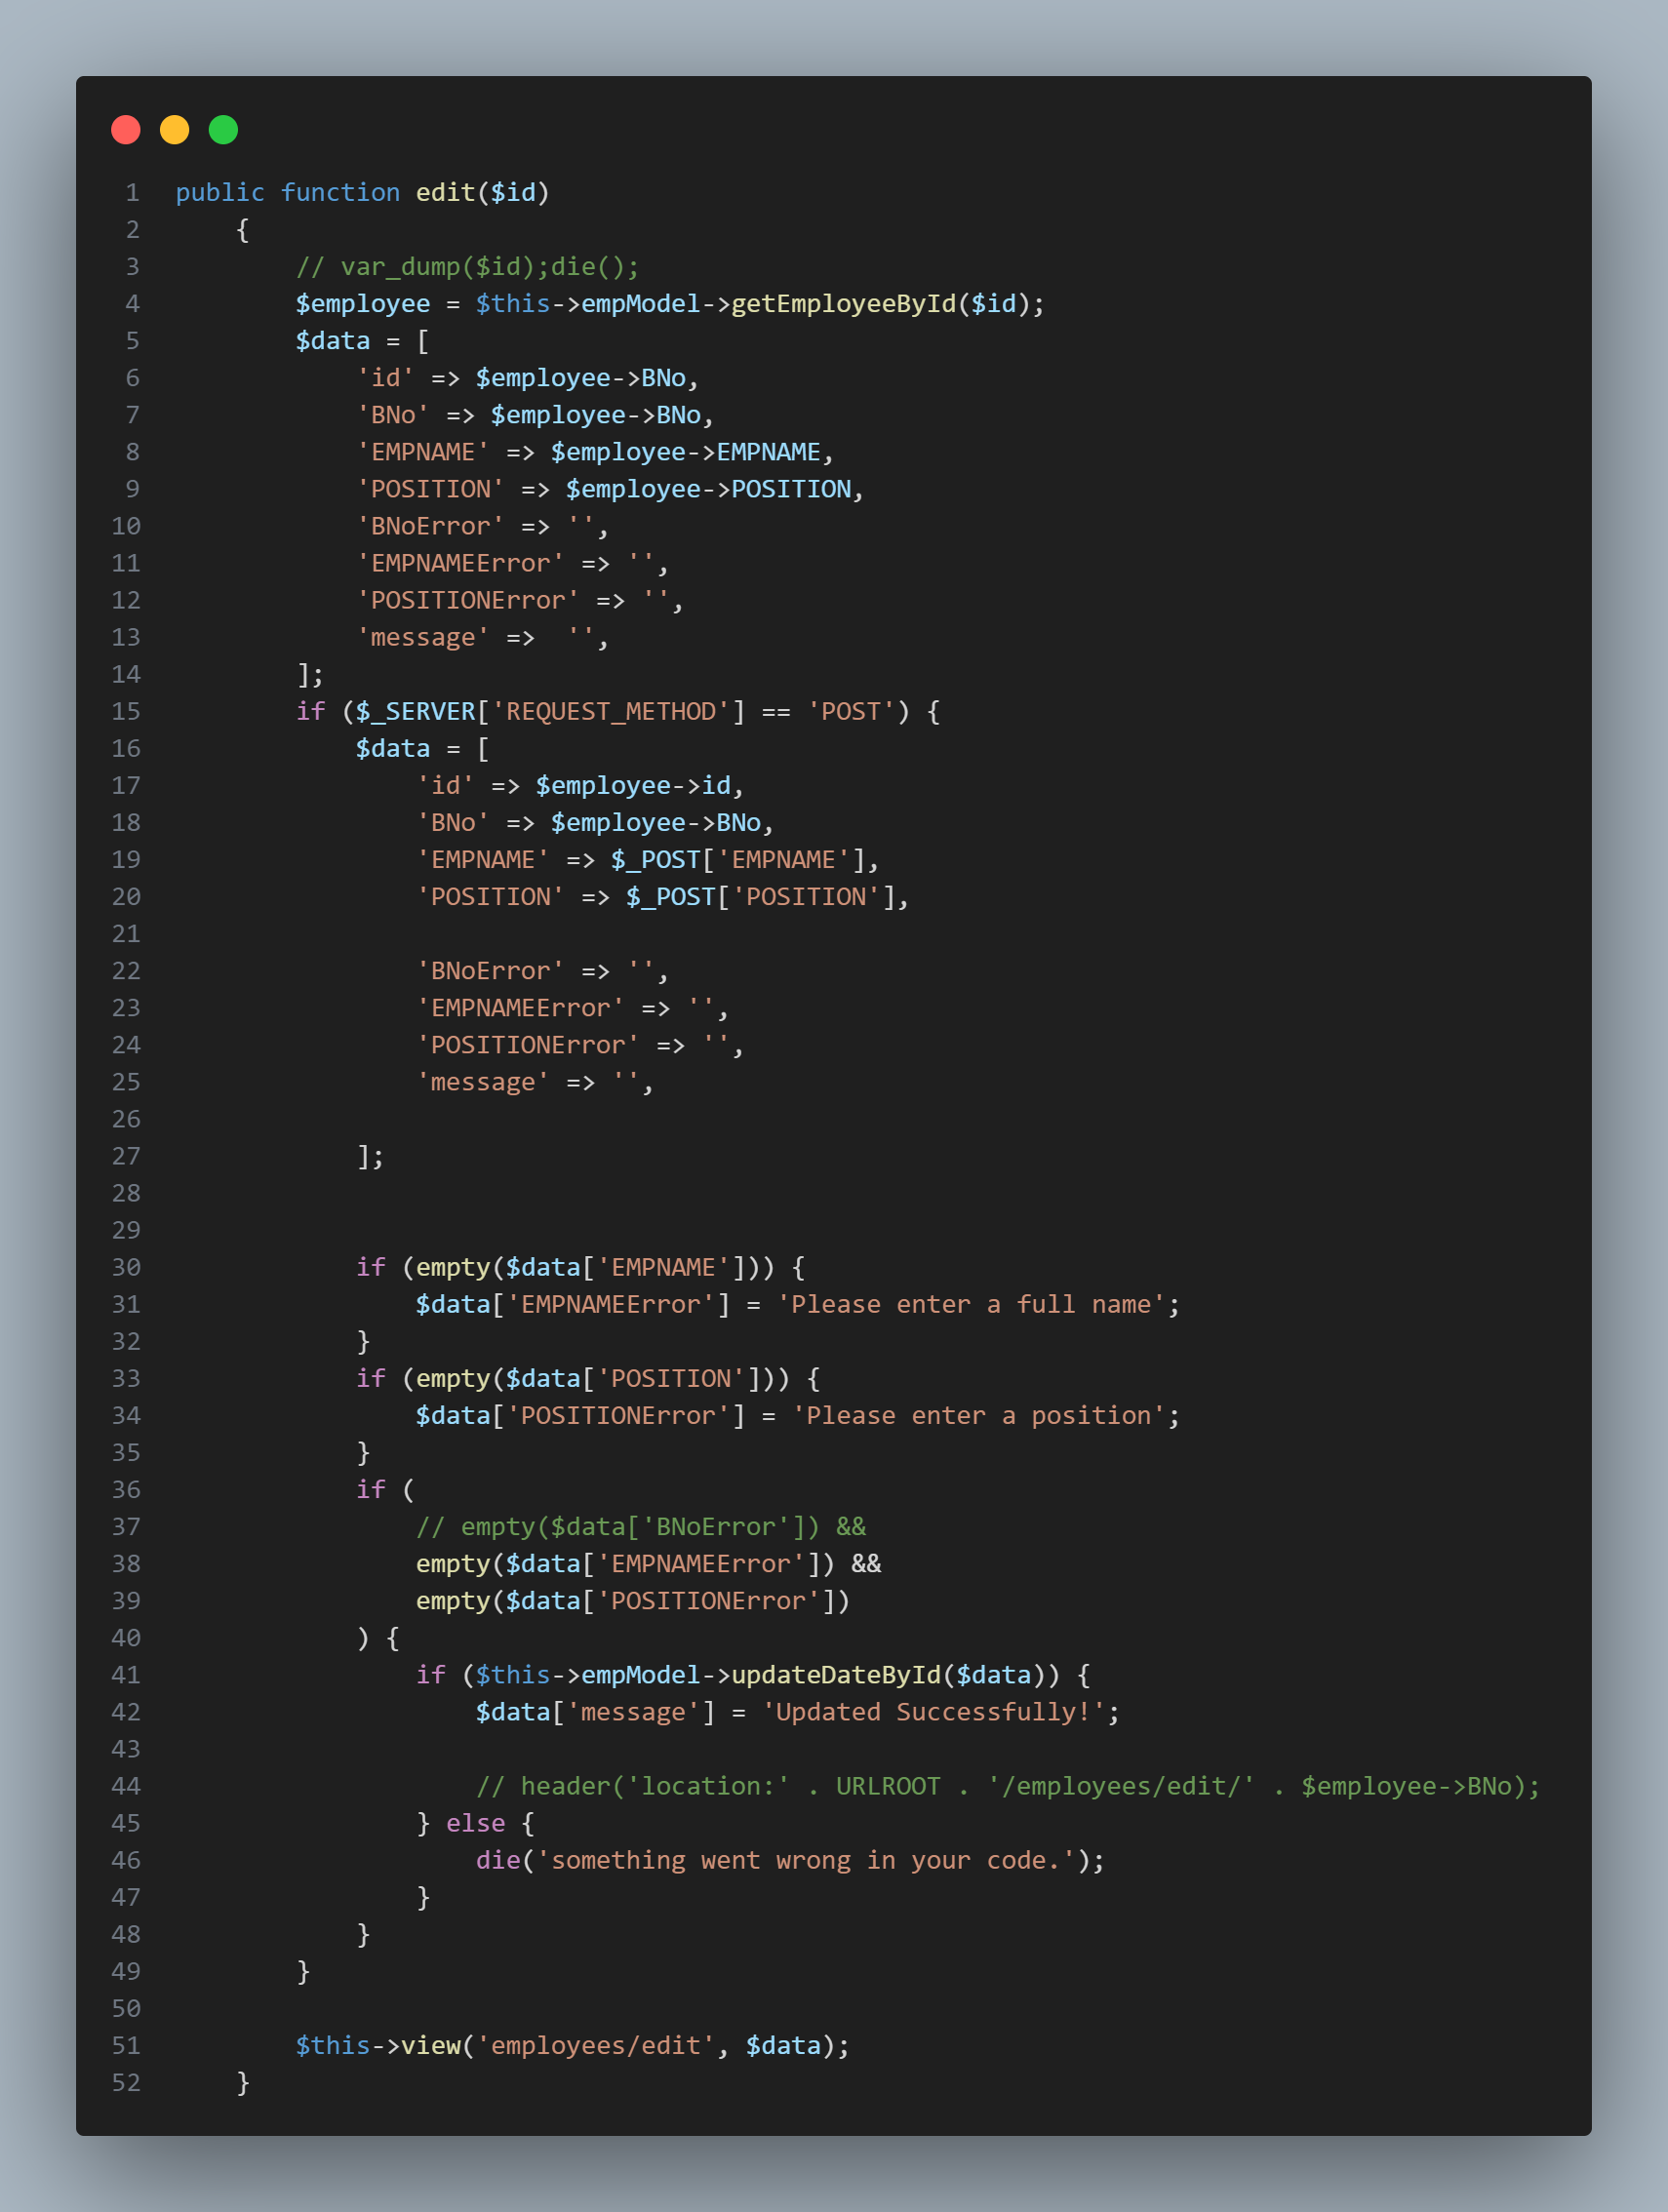 1 public function edit($id)
2 {
3 // var_dump($id);die();
4 $employee = $this->empModel->getEmployeeById($id);
5 $data = [
6 'id' => $employee->BNo,
7 'BNo' => $employee->BNo,
8 'EMPNAME' => $employee->EMPNAME,
9 'POSITION' => $employee->POSITION,
10 'BNoError' => '',
11 'EMPNAMEError' => '',
12 'POSITIONError' => '',
13 'message' =>  '',
14 ];
15 if ($_SERVER['REQUEST_METHOD'] == 'POST') {
16 $data = [
17 'id' => $employee->id,
18 'BNo' => $employee->BNo,
19 'EMPNAME' => $_POST['EMPNAME'],
20 'POSITION' => $_POST['POSITION'],
21
22 'BNoError' => '',
23 'EMPNAMEError' => '',
24 'POSITIONError' => '',
25 'message' => '',
26
27 ];
28
29
30 if (empty($data['EMPNAME'])) {
31 $data['EMPNAMEError'] = 'Please enter a full name';
32 }
33 if (empty($data['POSITION'])) {
34 $data['POSITIONError'] = 'Please enter a position';
35 }
36 if (
37 // empty($data['BNoError']) &&
38 empty($data['EMPNAMEError']) &&
39 empty($data['POSITIONError'])
40 ) {
41 if ($this->empModel->updateDateById($data)) {
42 $data['message'] = 'Updated Successfully!';
43
44 // header('location:' . URLROOT . '/employees/edit/' . $employee->BNo);
45 } else {
46 die('something went wrong in your code.');
47 }
48 }
49 }
50
51 $this->view('employees/edit', $data);
52 }